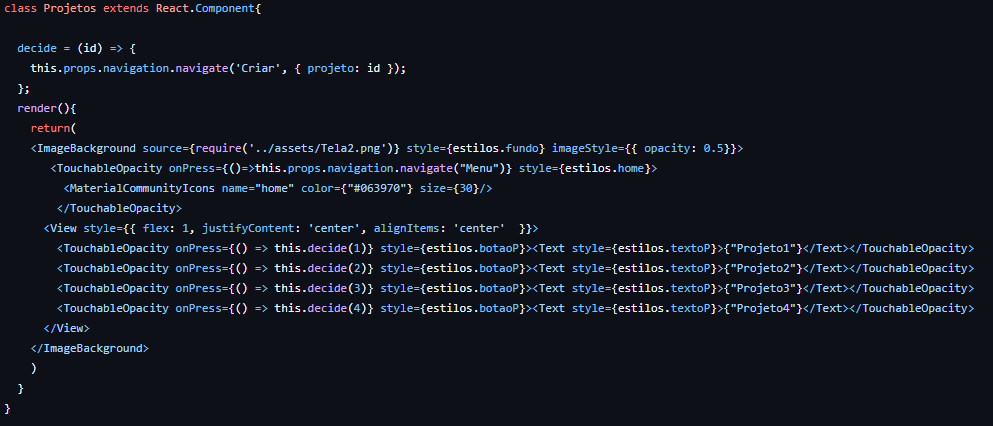 class Projetos extends React.Component{
decide = (id) => {
this.props.navigation.navigate('Criar', { projeto: id });
};
render(){
return(
<ImageBackground source={require('../assets/Tela2.png')} style={estilos.fundo} imageStyle={{ opacity: 0.5}}>
<TouchableOpacity onPress={()=>this.props.navigation.navigate("Menu")} style={estilos.home}>
<MaterialCommunityIcons name="home" color={"#063970"} size={30}/>
</TouchableOpacity>
<View style={{ flex: 1, justifyContent: 'center', alignItems: 'center'  }}>
<TouchableOpacity onPress={() => this.decide(1)} style={estilos.botaoP}><Text style={estilos.textoP}>{"Projeto1"}</Text></TouchableOpacity>
<TouchableOpacity onPress={() => this.decide(2)} style={estilos.botaoP}><Text style={estilos.textoP}>{"Projeto2"}</Text></TouchableOpacity>
<TouchableOpacity onPress={() => this.decide(3)} style={estilos.botaoP}><Text style={estilos.textoP}>{"Projeto3"}</Text></TouchableOpacity>
<TouchableOpacity onPress={() => this.decide(4)} style={estilos.botaoP}><Text style={estilos.textoP}>{"Projeto4"}</Text></TouchableOpacity>
</View>
</ImageBackground>
)
}
}